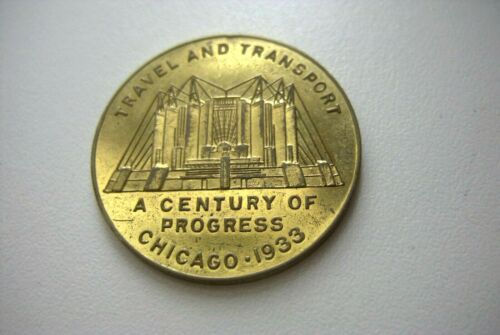 TRAVEL AND TRANSPORT
A CENTURY OF
PROGRESS
CHICAGO · 1933